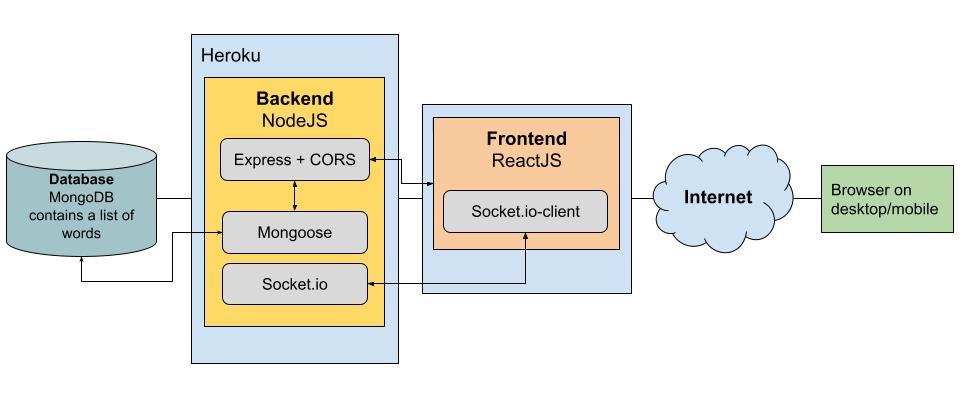 Heroku
Backend
NodeJS
Express + CORS
Mongoose
Socket.io
Database
MongoDB
contains a list of
words
Frontend
ReactJS
Socket.io-client
Internet
Browser on
desktop/mobile